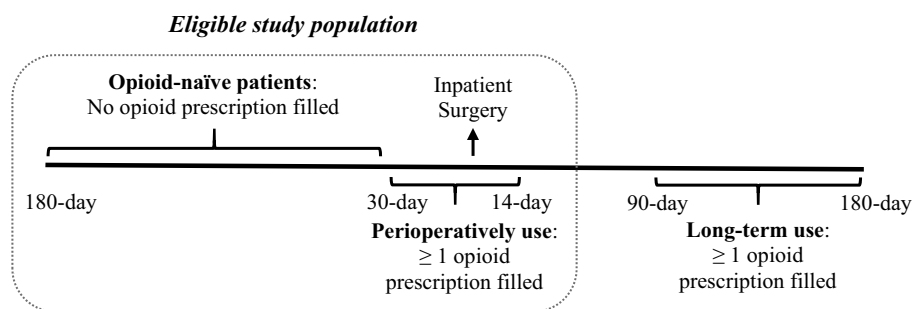 Eligible study population
Opioid-naïve patients:
No opioid prescription filled
Inpatient
Surgery
180-day
30-day
14-day
90-day
180-day
Perioperatively use:
≥ 1 opioid
prescription filled
Long-term use:
≥ 1 opioid
prescription filled